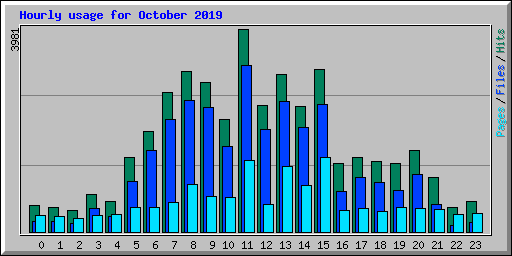 Hourly usage for October 2019
3981
Pages/Files/Hits
0 1 2 3 4 5 6 7 8 9 10 11 12 13 14 15 16 17 18 19 20 21 22 23